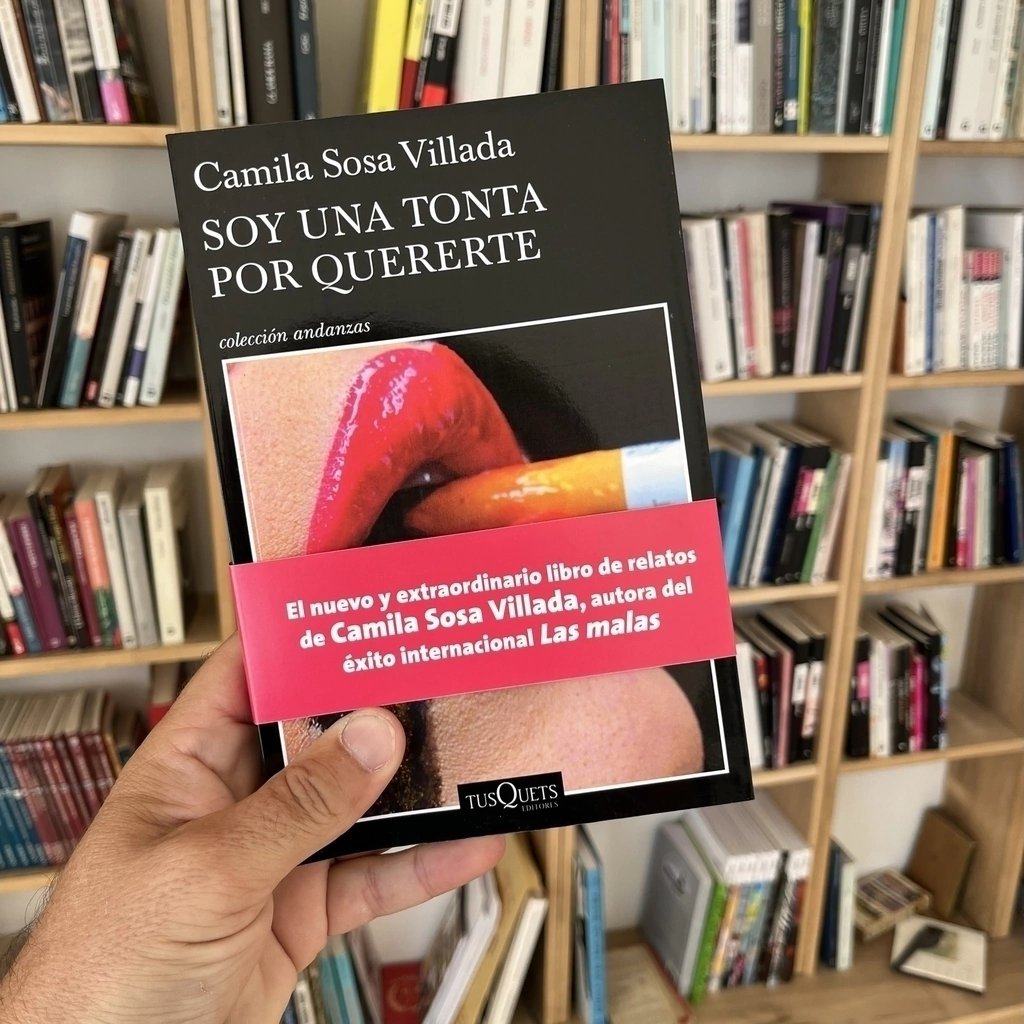 Camila Sosa Villada
SOY UNA TONTA
POR QUERERTE
colección andanzas
El nuevo y extraordinario libro de relatos
de Camila Sosa Villada, autora del
éxito internacional Las malas
TUSQUETS
EDITORES